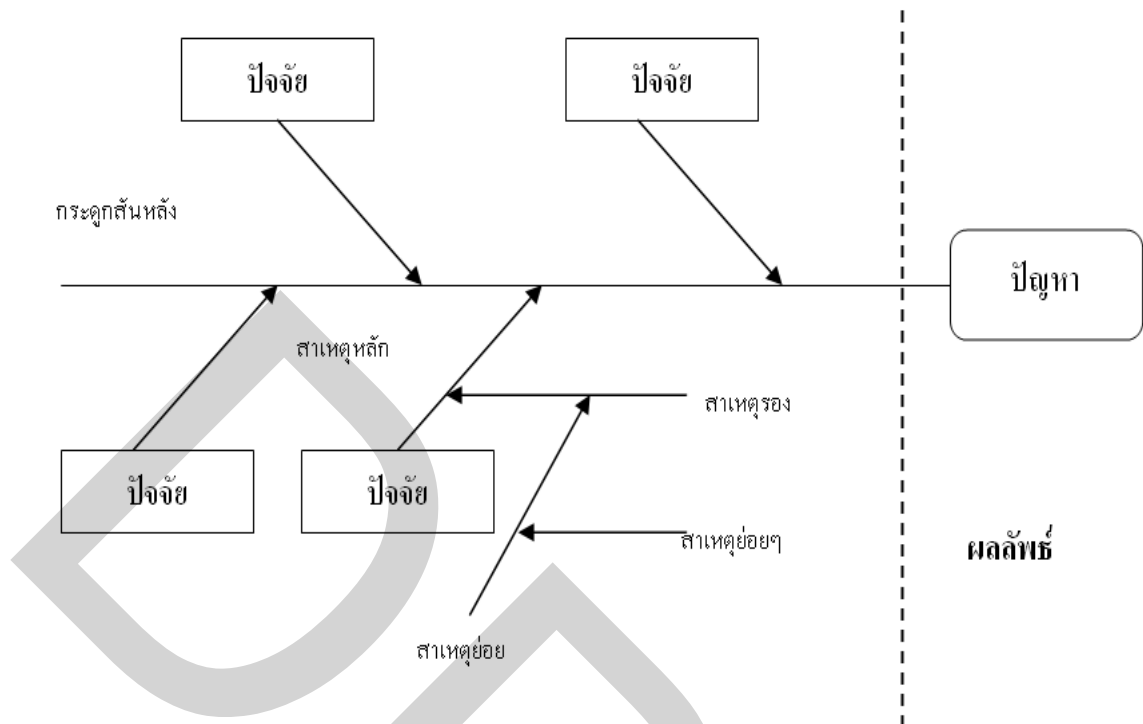 ปัจจัย
ปัจจัย
กระดูกสันหลัง
ปัญหา
สาเหตุหลัก
สาเหตุรอง
ปัจจัย
ปัจจัย
สาเหตุย่อยๆ
ผลลัพธ์
สาเหตุย่อย